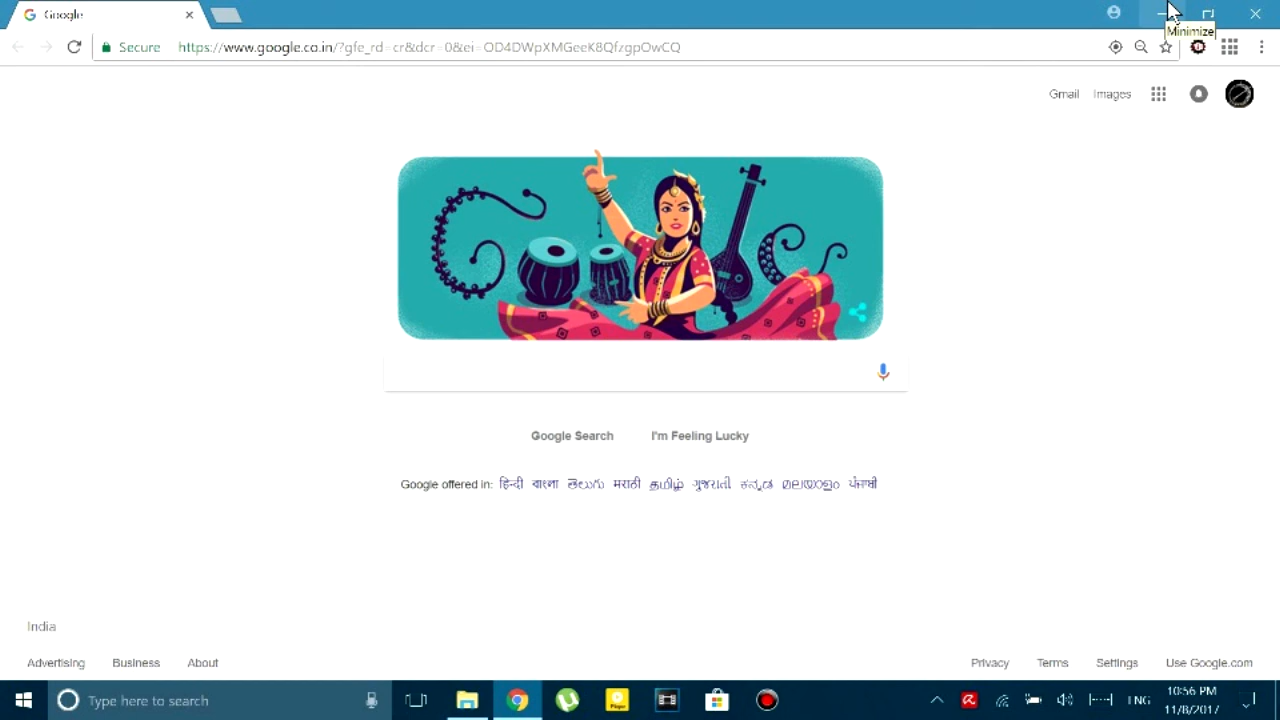 Google
Minimize
Secure https://www.google.co.in/?gfe_rd=cr&dcr=0&ei=OD4DWpXMGeeK8QfzgpOwCQ
Gmail Images
Google Search I'm Feeling Lucky
Google offered in: हिन्दी বাংলা తెలుగు मराठी தமிழ் ગુજરાતી ಕನ್ನಡ മലയാളം ਪੰਜਾਬੀ
India
Advertising Business About Privacy Terms Settings Use Google.com
Type here to search ENG 10:56 PM
11/8/2017